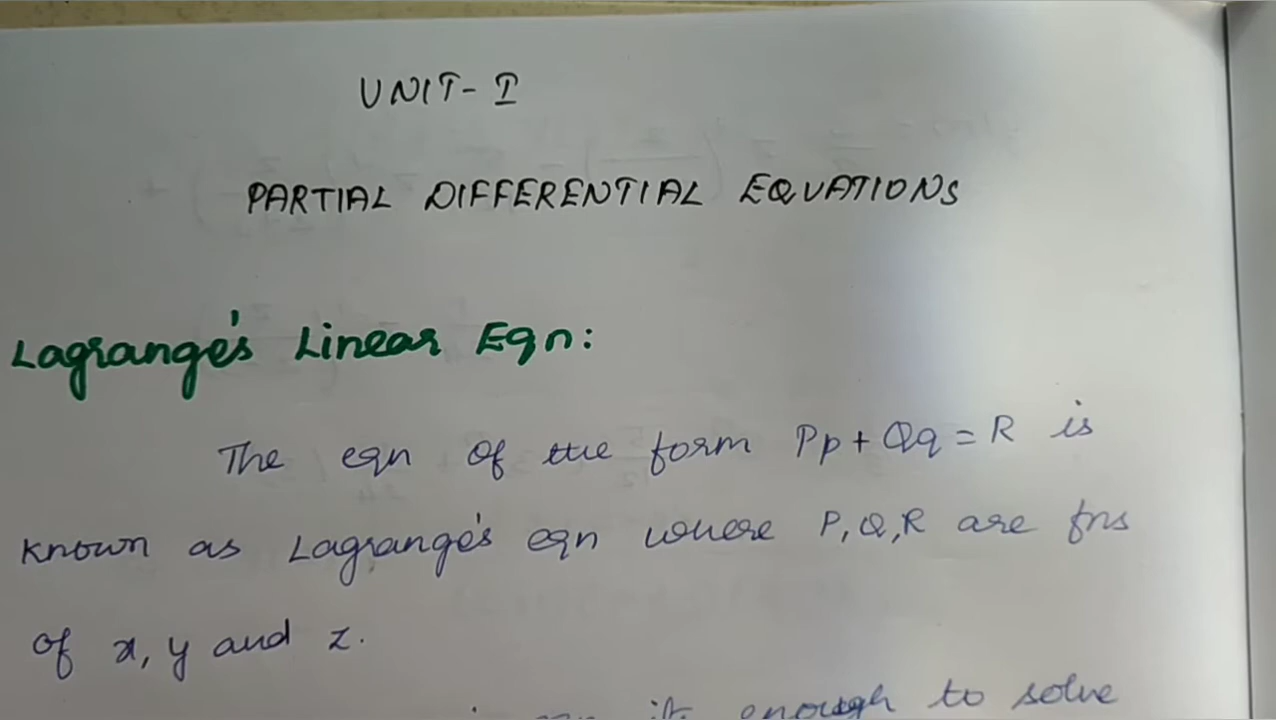 UNIT-I
PARTIAL DIFFERENTIAL EQUATIONS
Lagrange's Linear Eqn:
The eqn of the form Pp + Qq = R is
known as Lagrange's eqn where P,Q,R are fns
of x, y and z.
it enough to solve